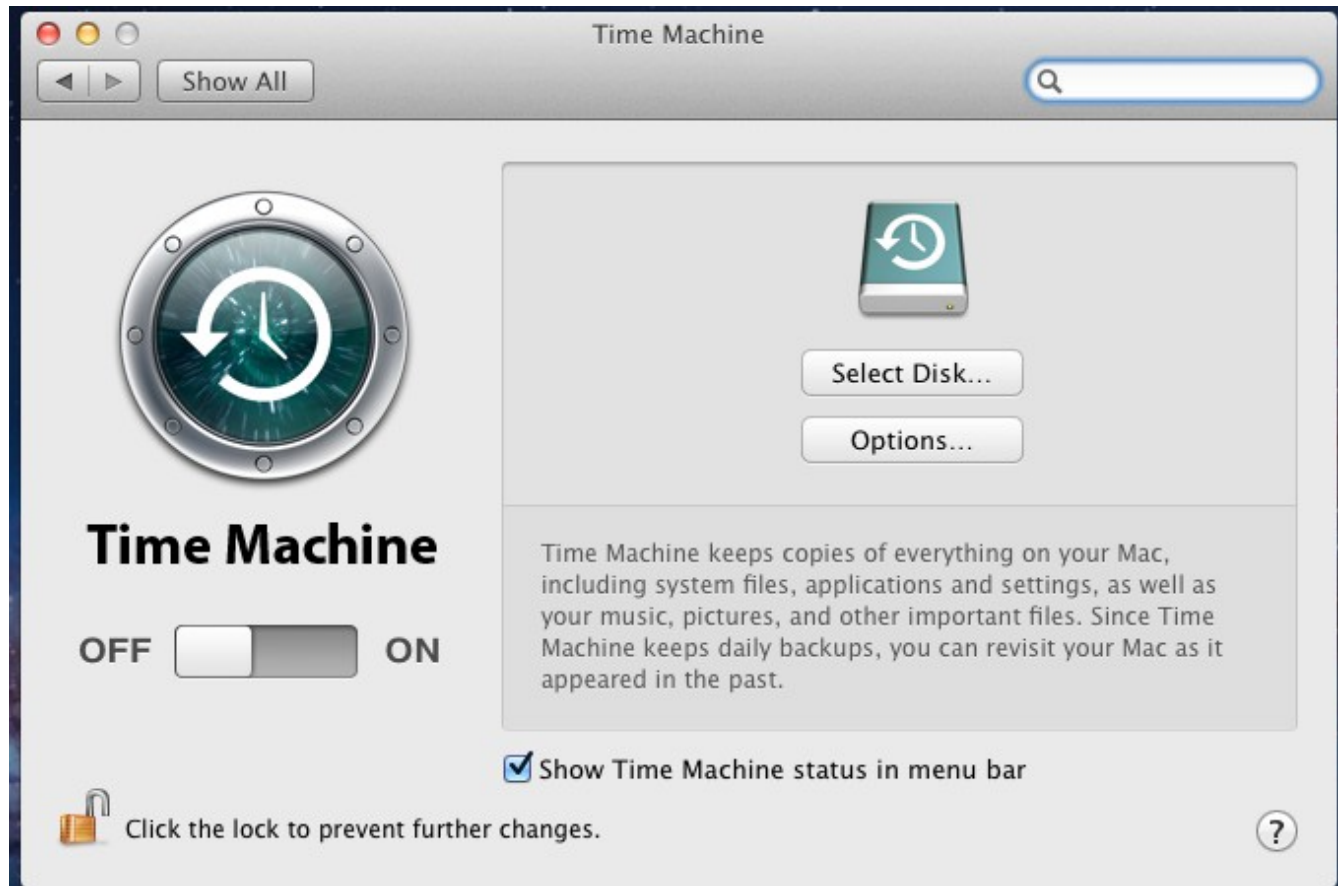 Time Machine
Show All
Select Disk...
Options...
Time Machine
OFF ON
Time Machine keeps copies of everything on your Mac,
including system files, applications and settings, as well as
your music, pictures, and other important files. Since Time
Machine keeps daily backups, you can revisit your Mac as it
appeared in the past.
Show Time Machine status in menu bar
Click the lock to prevent further changes.
?